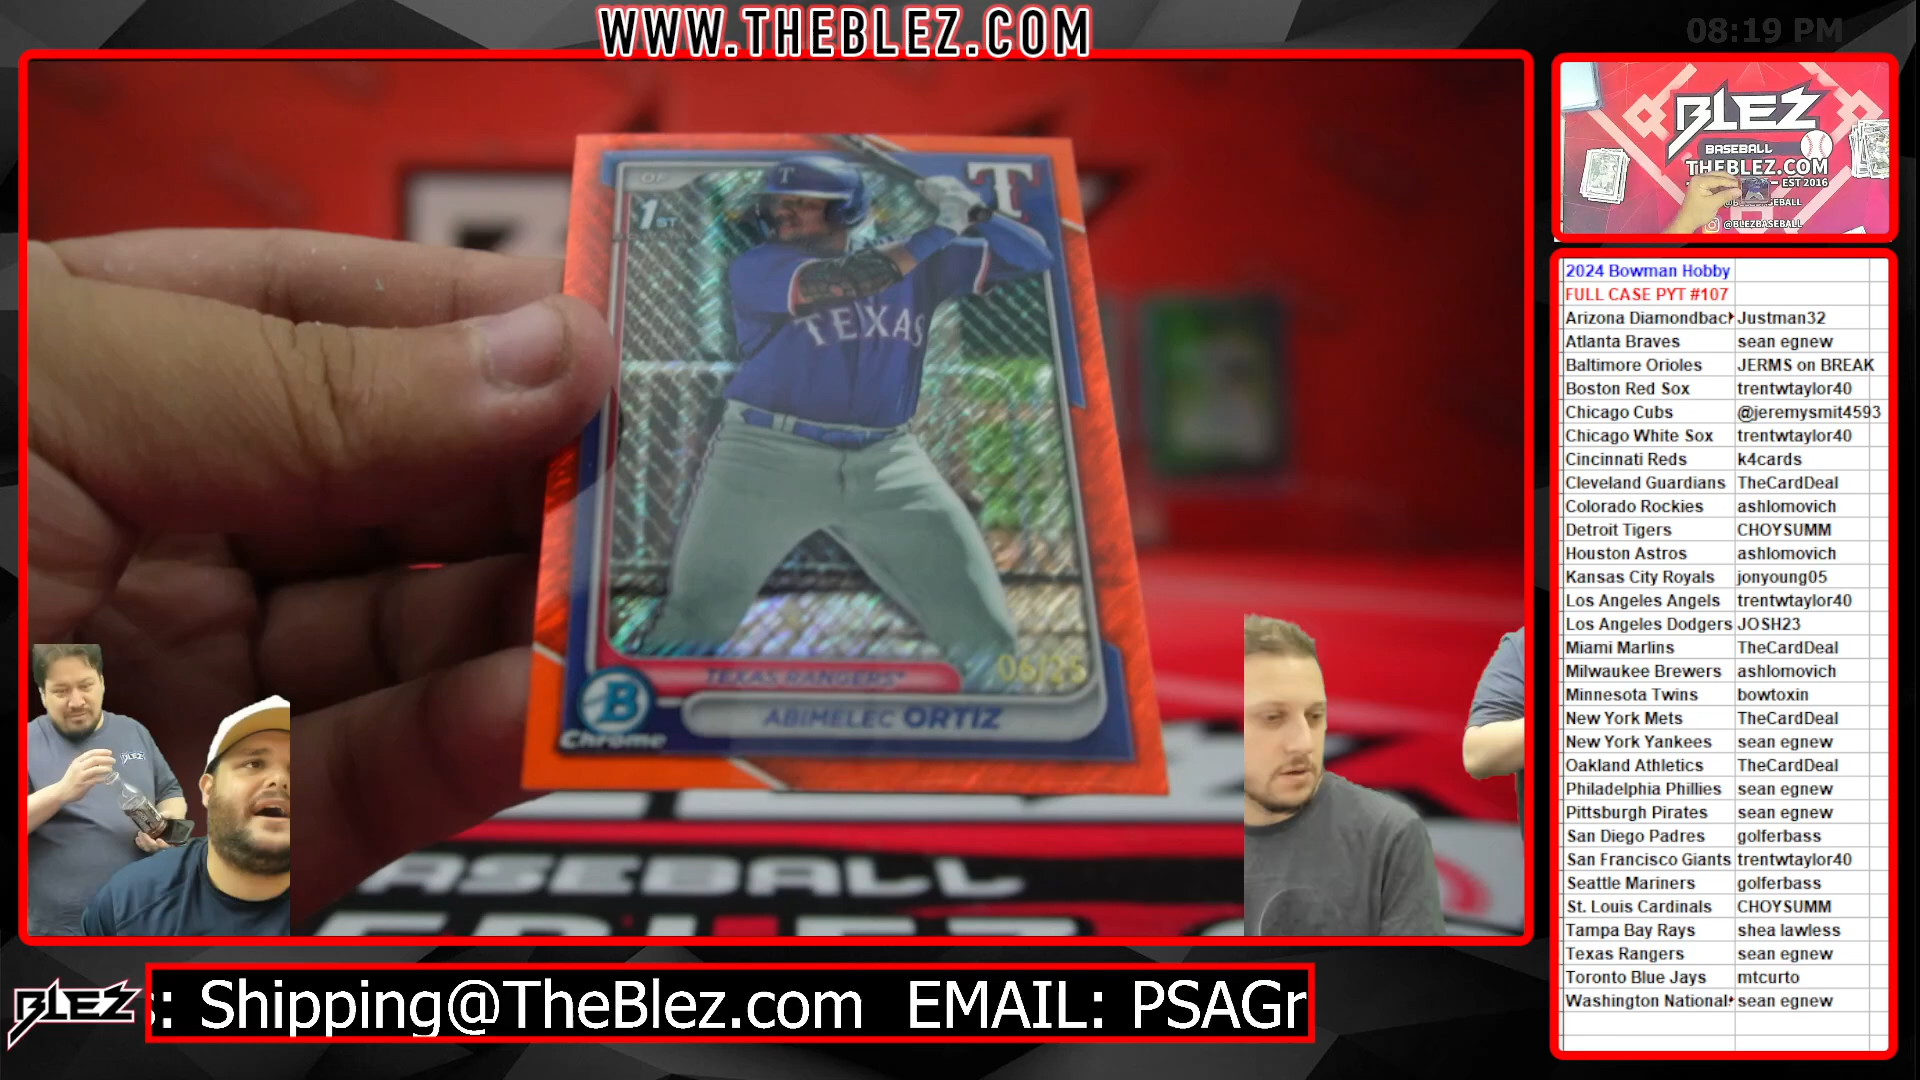 WWW.THEBLEZ.COM
08:19 PM
OF
1ST
T
T
TEXAS
06/25
TEXAS RANGERS
ABIMELEC ORTIZ
B
Chrome
BLEZ
BASEBALL
THEBLEZ.COM
EST 2016
@BLEZBASEBALL
2024 Bowman Hobby
FULL CASE PYT #107
Arizona Diamondbac Justman32
Atlanta Braves sean egnew
Baltimore Orioles JERMS on BREAK
Boston Red Sox trentwtaylor40
Chicago Cubs @jeremysmit4593
Chicago White Sox trentwtaylor40
Cincinnati Reds k4cards
Cleveland Guardians TheCardDeal
Colorado Rockies ashlomovich
Detroit Tigers CHOYSUMM
Houston Astros ashlomovich
Kansas City Royals jonyoung05
Los Angeles Angels trentwtaylor40
Los Angeles Dodgers JOSH23
Miami Marlins TheCardDeal
Milwaukee Brewers ashlomovich
Minnesota Twins bowtoxin
New York Mets TheCardDeal
New York Yankees sean egnew
Oakland Athletics TheCardDeal
Philadelphia Phillies sean egnew
Pittsburgh Pirates sean egnew
San Diego Padres golferbass
San Francisco Giants trentwtaylor40
Seattle Mariners golferbass
St. Louis Cardinals CHOYSUMM
Tampa Bay Rays shea lawless
Texas Rangers sean egnew
Toronto Blue Jays mtcurto
Washington National sean egnew
BLEZ
: Shipping@TheBlez.com EMAIL: PSAGr